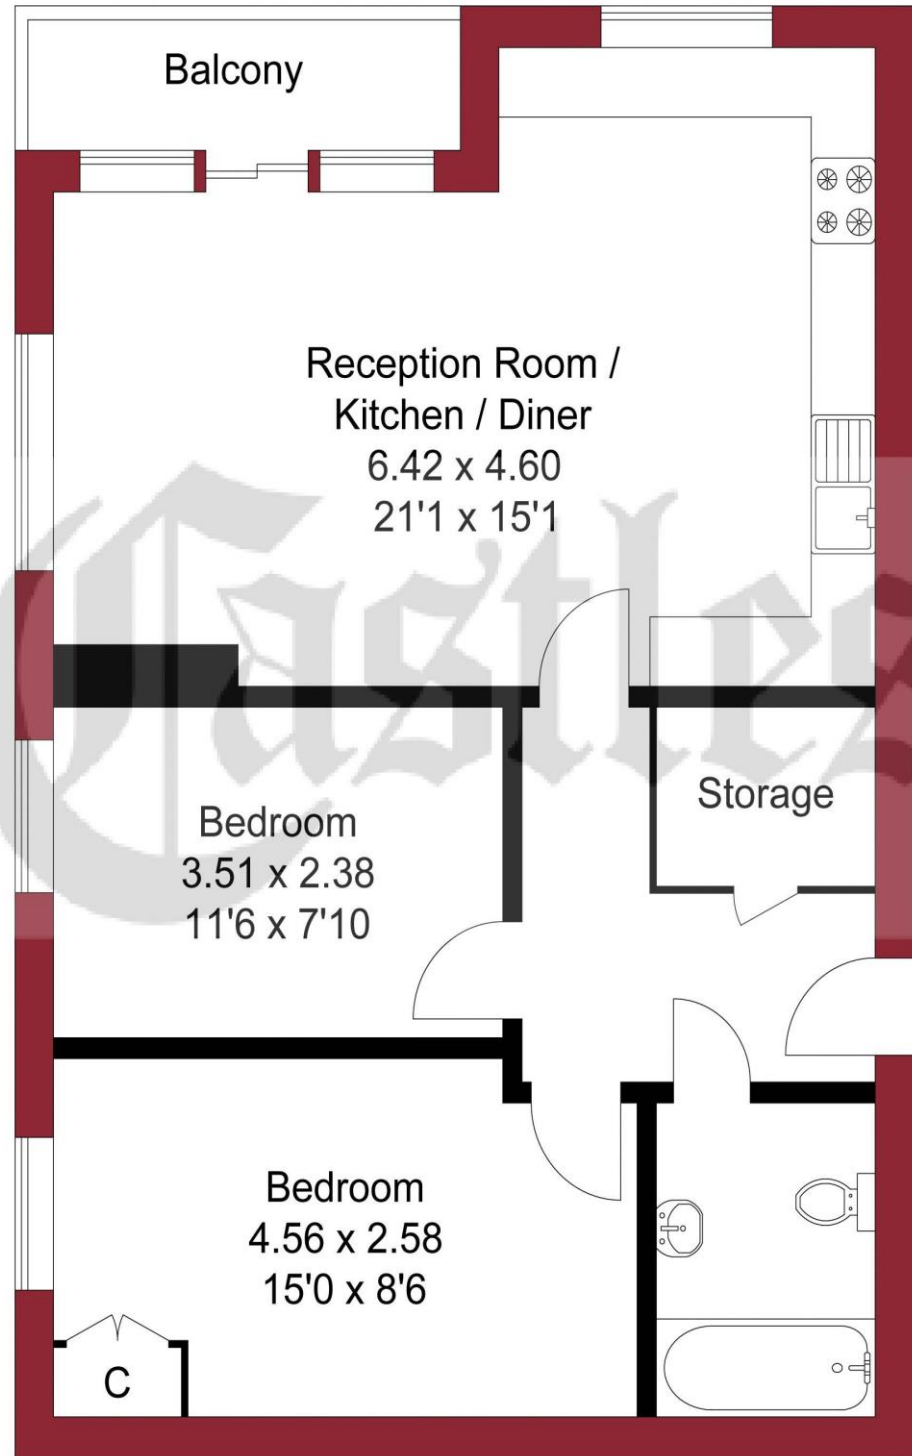 Balcony
Reception Room /
Kitchen / Diner
6.42 x 4.60
21'1 x 15'1
Castles
Storage
Bedroom
3.51 x 2.38
11'6 x 7'10
Bedroom
4.56 x 2.58
15'0 x 8'6
C